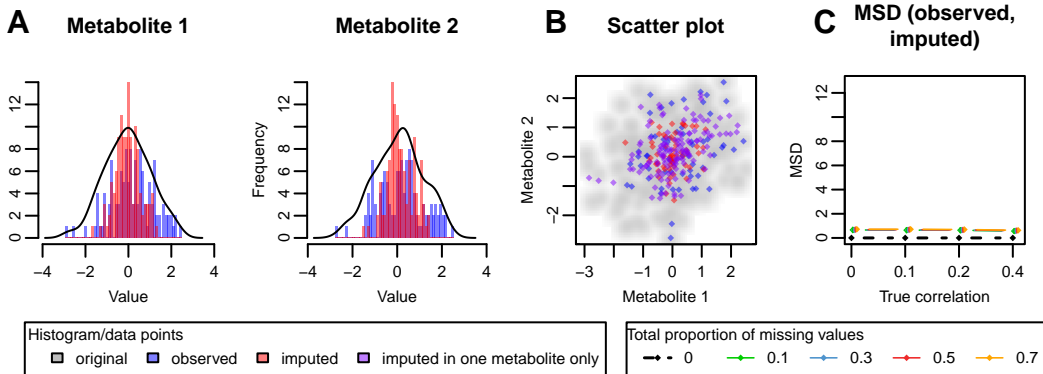 A
Metabolite 1
Metabolite 2
B
Scatter plot
C
MSD (observed,
imputed)
12
8
6
4
2
0
−4
−2
0
2
4
Value
Frequency
12
8
6
4
2
0
−4
−2
0
2
4
Value
Metabolite 2
2
1
0
−2
−3
−1
0
1
2
Metabolite 1
MSD
12
8
6
4
2
0
0
0.1
0.2
0.4
True correlation
Histogram/data points
original
observed
imputed
imputed in one metabolite only
Total proportion of missing values
0
0.1
0.3
0.5
0.7